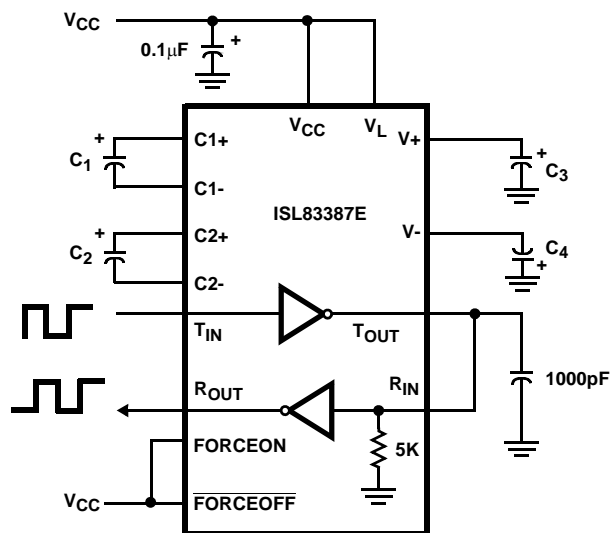 VCC
0.1μF
+
VCC
VL
V+
C1+
+
C1
C1-
+
C3
ISL83387E
C2+
+
C2
C2-
V-
C4
+
TIN
TOUT
1000pF
ROUT
RIN
5K
FORCEON
VCC
FORCEOFF